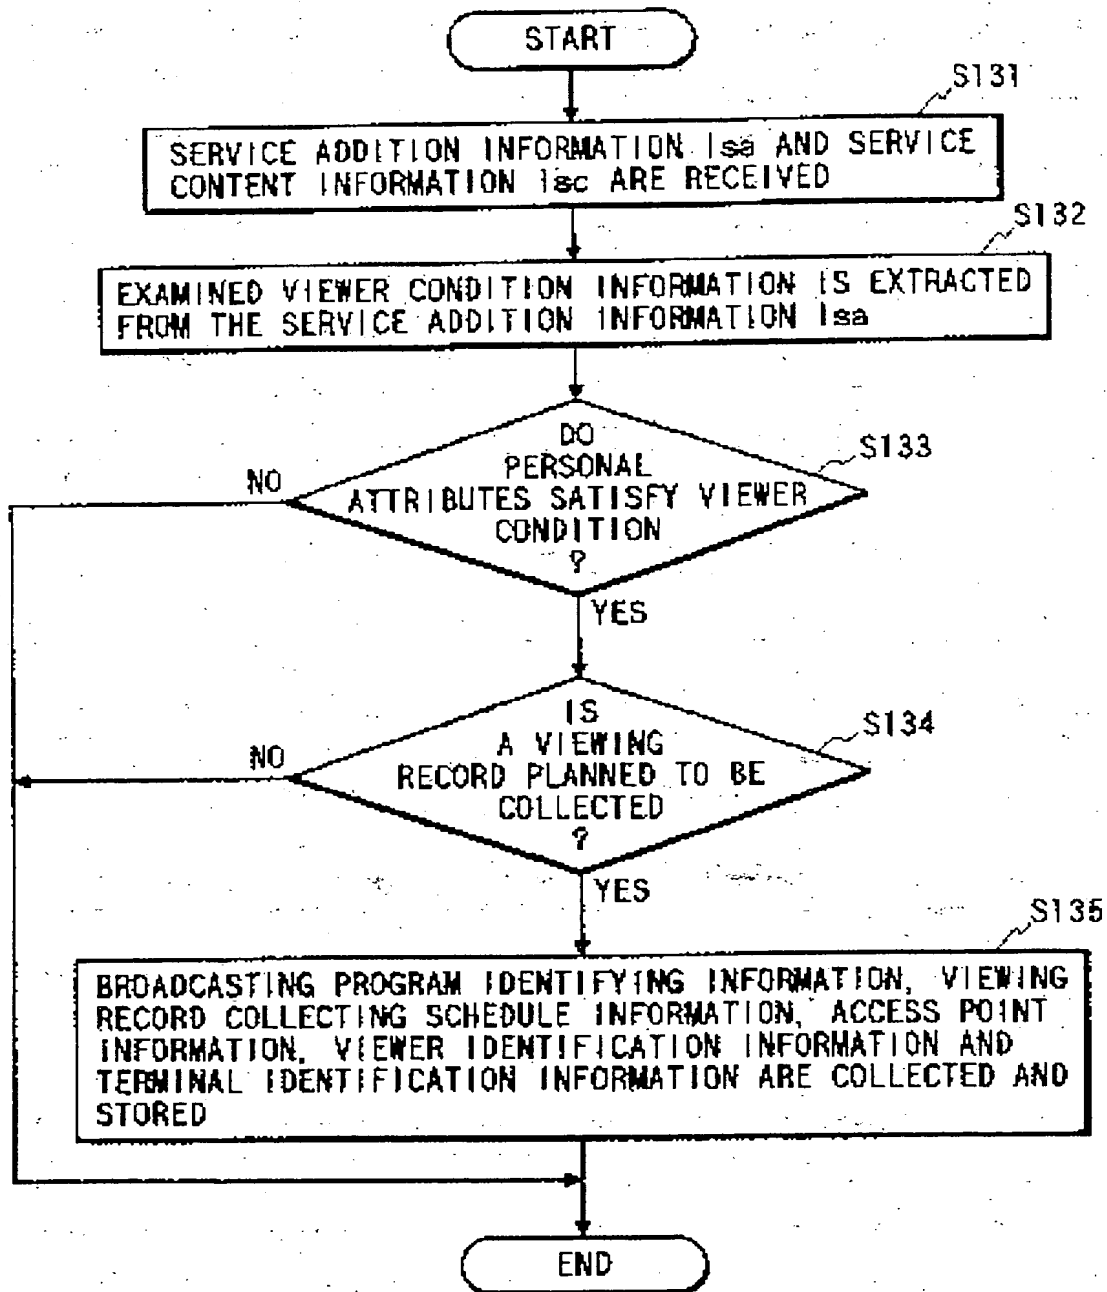 START
S131
SERVICE ADDITION INFORMATION Isa AND SERVICE
CONTENT INFORMATION Isc ARE RECEIVED
S132
EXAMINED VIEWER CONDITION INFORMATION IS EXTRACTED
FROM THE SERVICE ADDITION INFORMATION Isa
S133
DO
PERSONAL
ATTRIBUTES SATISFY VIEWER
CONDITION
?
NO
YES
S134
IS
A VIEWING
RECORD PLANNED TO BE
COLLECTED
?
NO
YES
S135
BROADCASTING PROGRAM IDENTIFYING INFORMATION, VIEWING
RECORD COLLECTING SCHEDULE INFORMATION, ACCESS POINT
INFORMATION, VIEWER IDENTIFICATION INFORMATION AND
TERMINAL IDENTIFICATION INFORMATION ARE COLLECTED AND
STORED
END